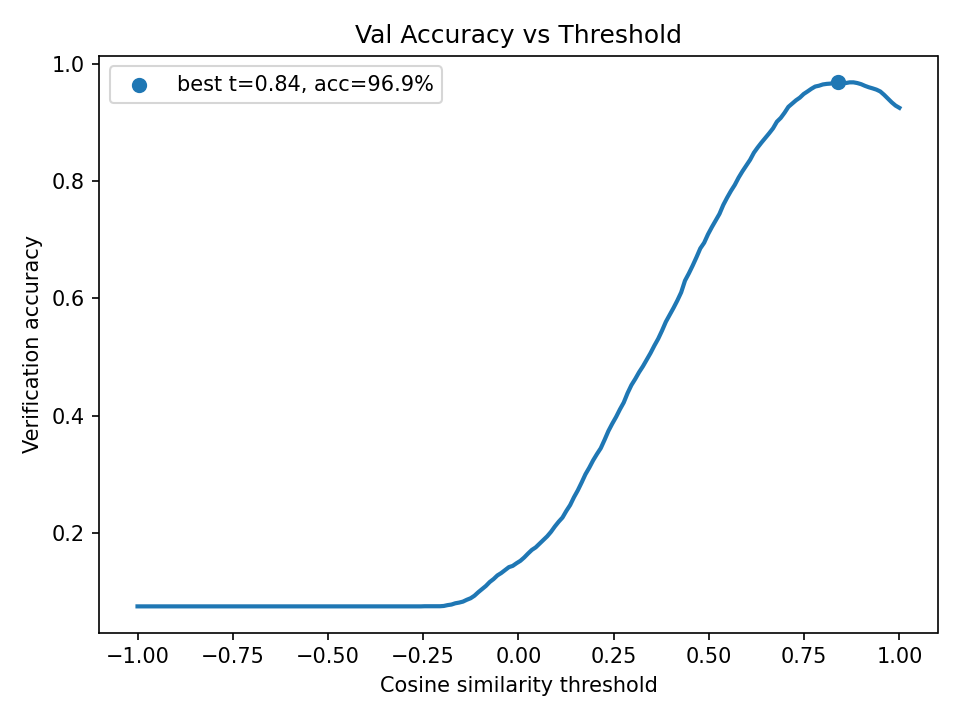 Val Accuracy vs Threshold
best t=0.84, acc=96.9%
1.0
0.8
0.6
0.4
0.2
Verification accuracy
−1.00 −0.75 −0.50 −0.25 0.00 0.25 0.50 0.75 1.00
Cosine similarity threshold